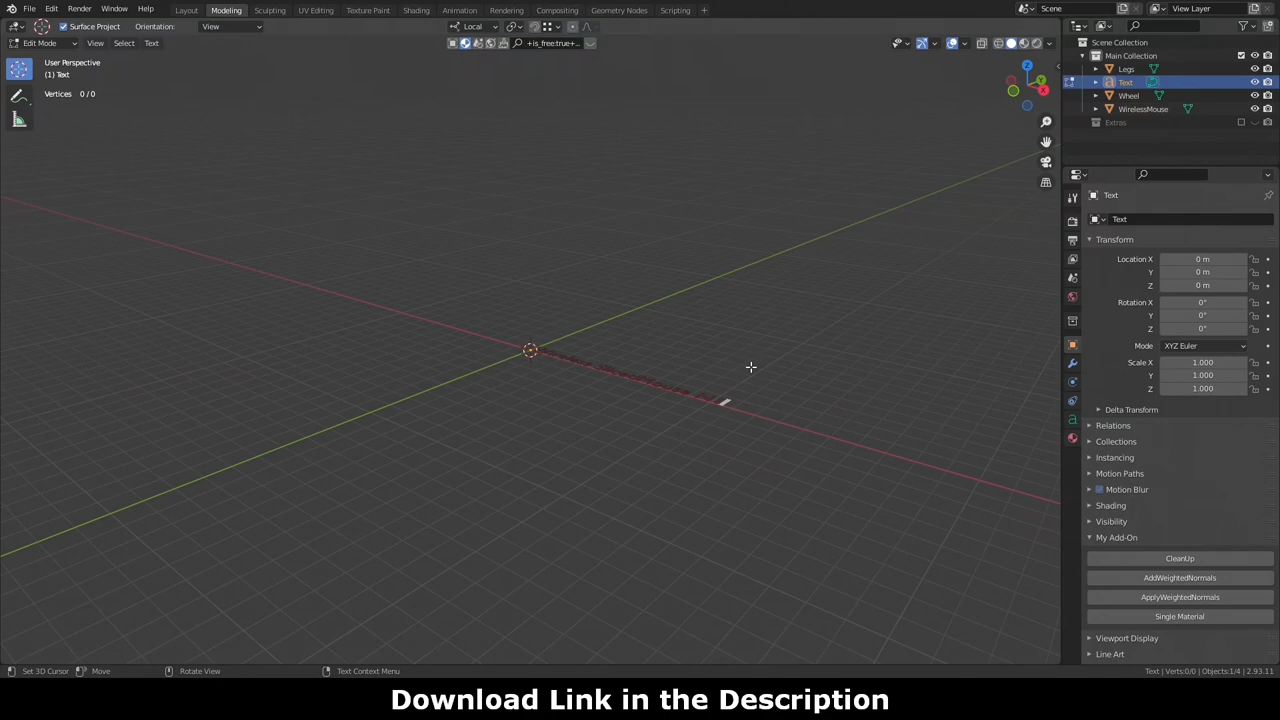 File Edit Render Window Help Layout Modeling Sculpting UV Editing Texture Paint Shading Animation Rendering Compositing Geometry Nodes Scripting + Scene View Layer
Surface Project Orientation: View Local
Edit Mode View Select Text +is_free:true+...
User Perspective
(1) Text
Vertices 0 / 0
Z
Y
X
Scene Collection
Main Collection
Legs
Text
Wheel
WirelessMouse
Extras
Text
Text
Transform
Location X 0 m
Y 0 m
Z 0 m
Rotation X 0°
Y 0°
Z 0°
Mode XYZ Euler
Scale X 1.000
Y 1.000
Z 1.000
Delta Transform
Relations
Collections
Instancing
Motion Paths
Motion Blur
Shading
Visibility
My Add-On
CleanUp
AddWeightedNormals
ApplyWeightedNormals
Single Material
Viewport Display
Line Art
Set 3D Cursor Move Rotate View Text Context Menu Text | Verts:0/0 | Objects:1/4 | 2.93.11
Download Link in the Description